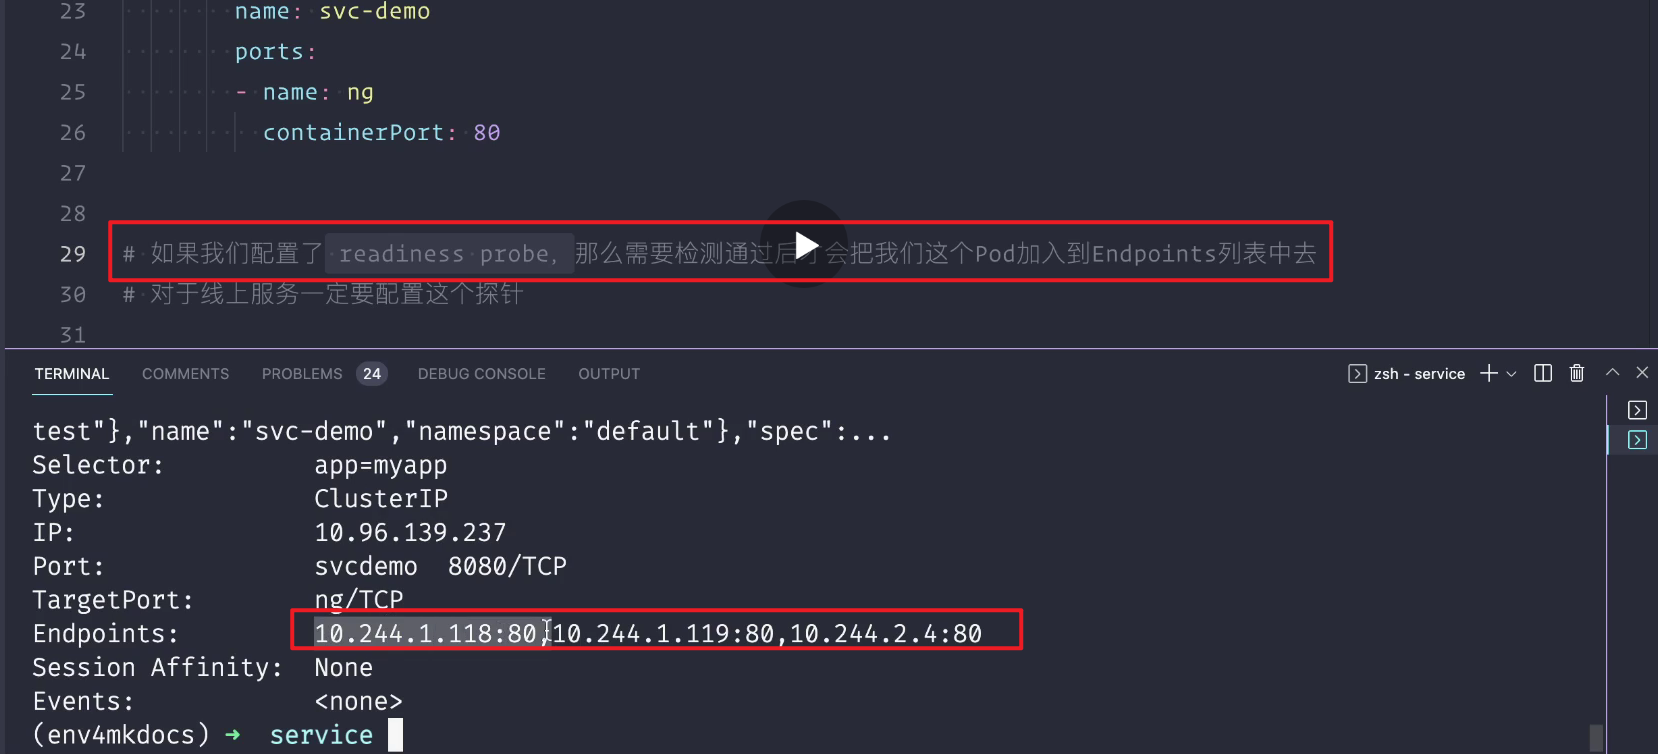 23 name: svc-demo
24 ports:
25 - name: ng
26 containerPort: 80
27
28
29 # 如果我们配置了 readiness probe, 那么需要检测通过后才会把我们这个Pod加入到Endpoints列表中去
30 # 对于线上服务一定要配置这个探针
31
TERMINAL COMMENTS PROBLEMS 24 DEBUG CONSOLE OUTPUT zsh - service
test"},"name":"svc-demo","namespace":"default"},"spec":...
Selector: app=myapp
Type: ClusterIP
IP: 10.96.139.237
Port: svcdemo 8080/TCP
TargetPort: ng/TCP
Endpoints: 10.244.1.118:80,10.244.1.119:80,10.244.2.4:80
Session Affinity: None
Events: <none>
(env4mkdocs) ➜ service